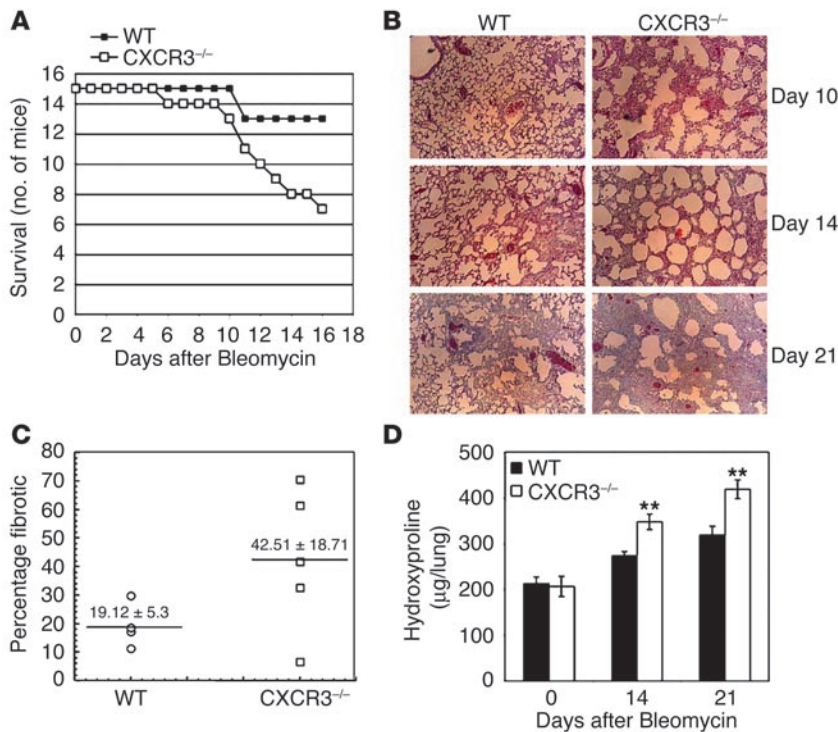 A
WT
CXCR3–/–
16
14
12
10
8
6
4
2
0
Survival (no. of mice)
0 2 4 6 8 10 12 14 16 18
Days after Bleomycin
B
WT CXCR3–/–
Day 10
Day 14
Day 21
C
80
70
60
50
40
30
20
10
0
Percentage fibrotic
19.12 ± 5.3
42.51 ± 18.71
WT CXCR3–/–
D
500
400
300
200
100
0
Hydroxyproline
(µg/lung)
WT
CXCR3–/–
**
**
0 14 21
Days after Bleomycin